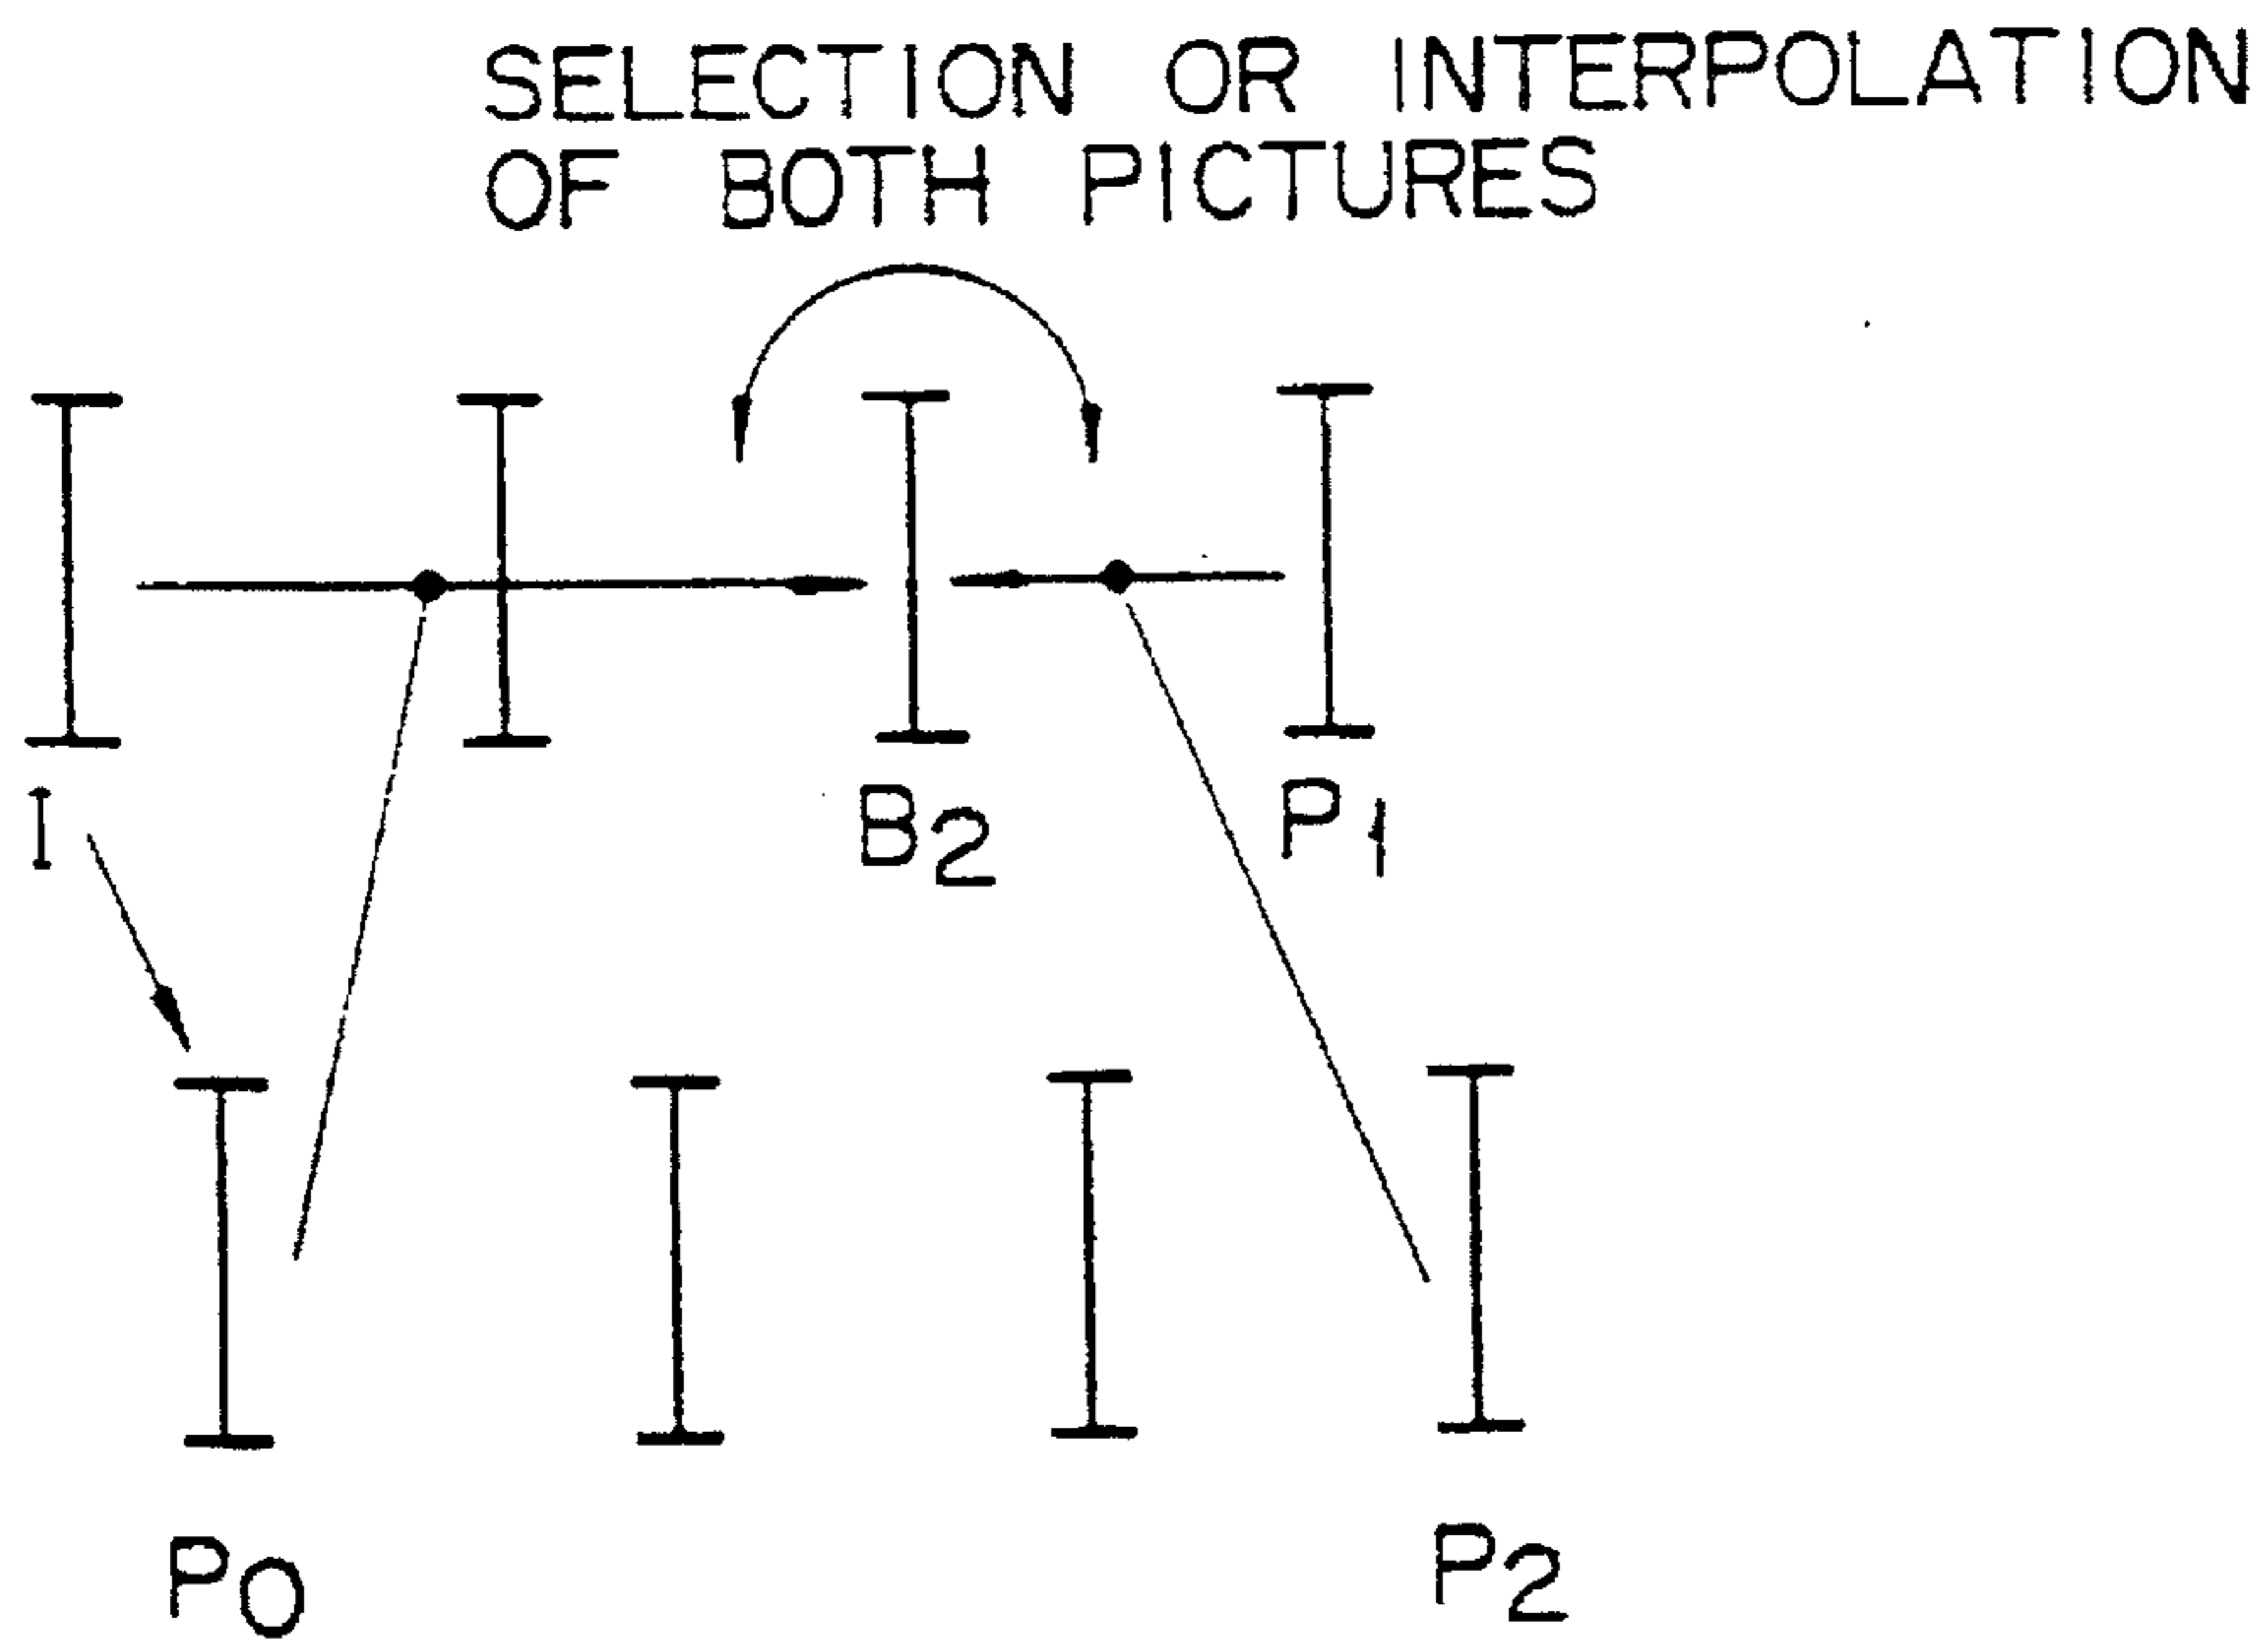 SELECTION OR INTERPOLATION
OF BOTH PICTURES
I B2 P1
P0 P2